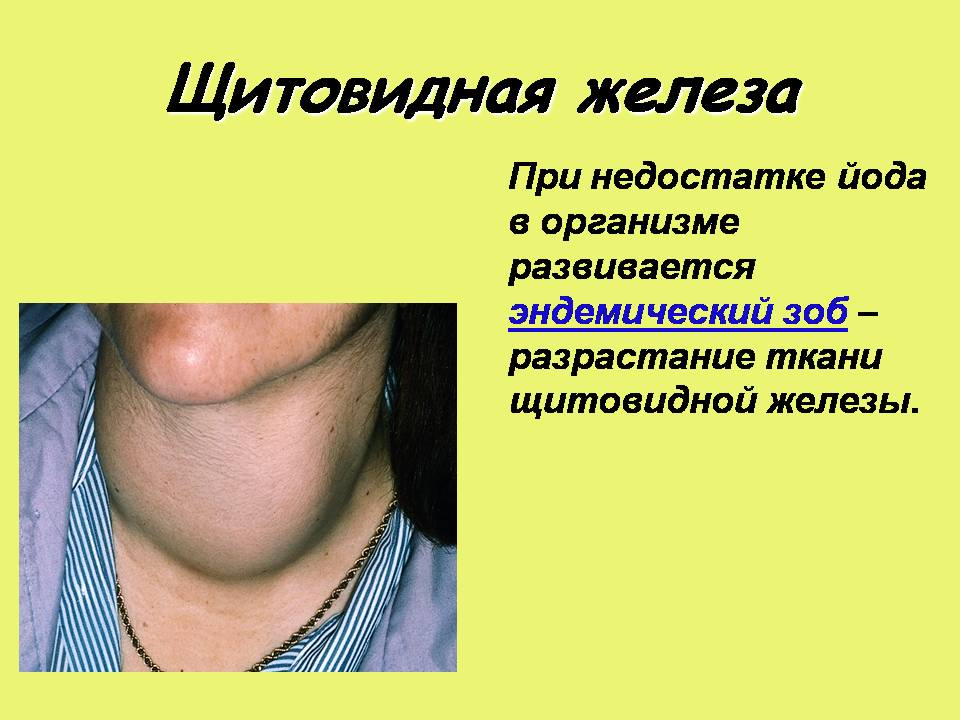 Щитовидная железа
При недостатке йода
в организме
развивается
эндемический зоб –
разрастание ткани
щитовидной железы.